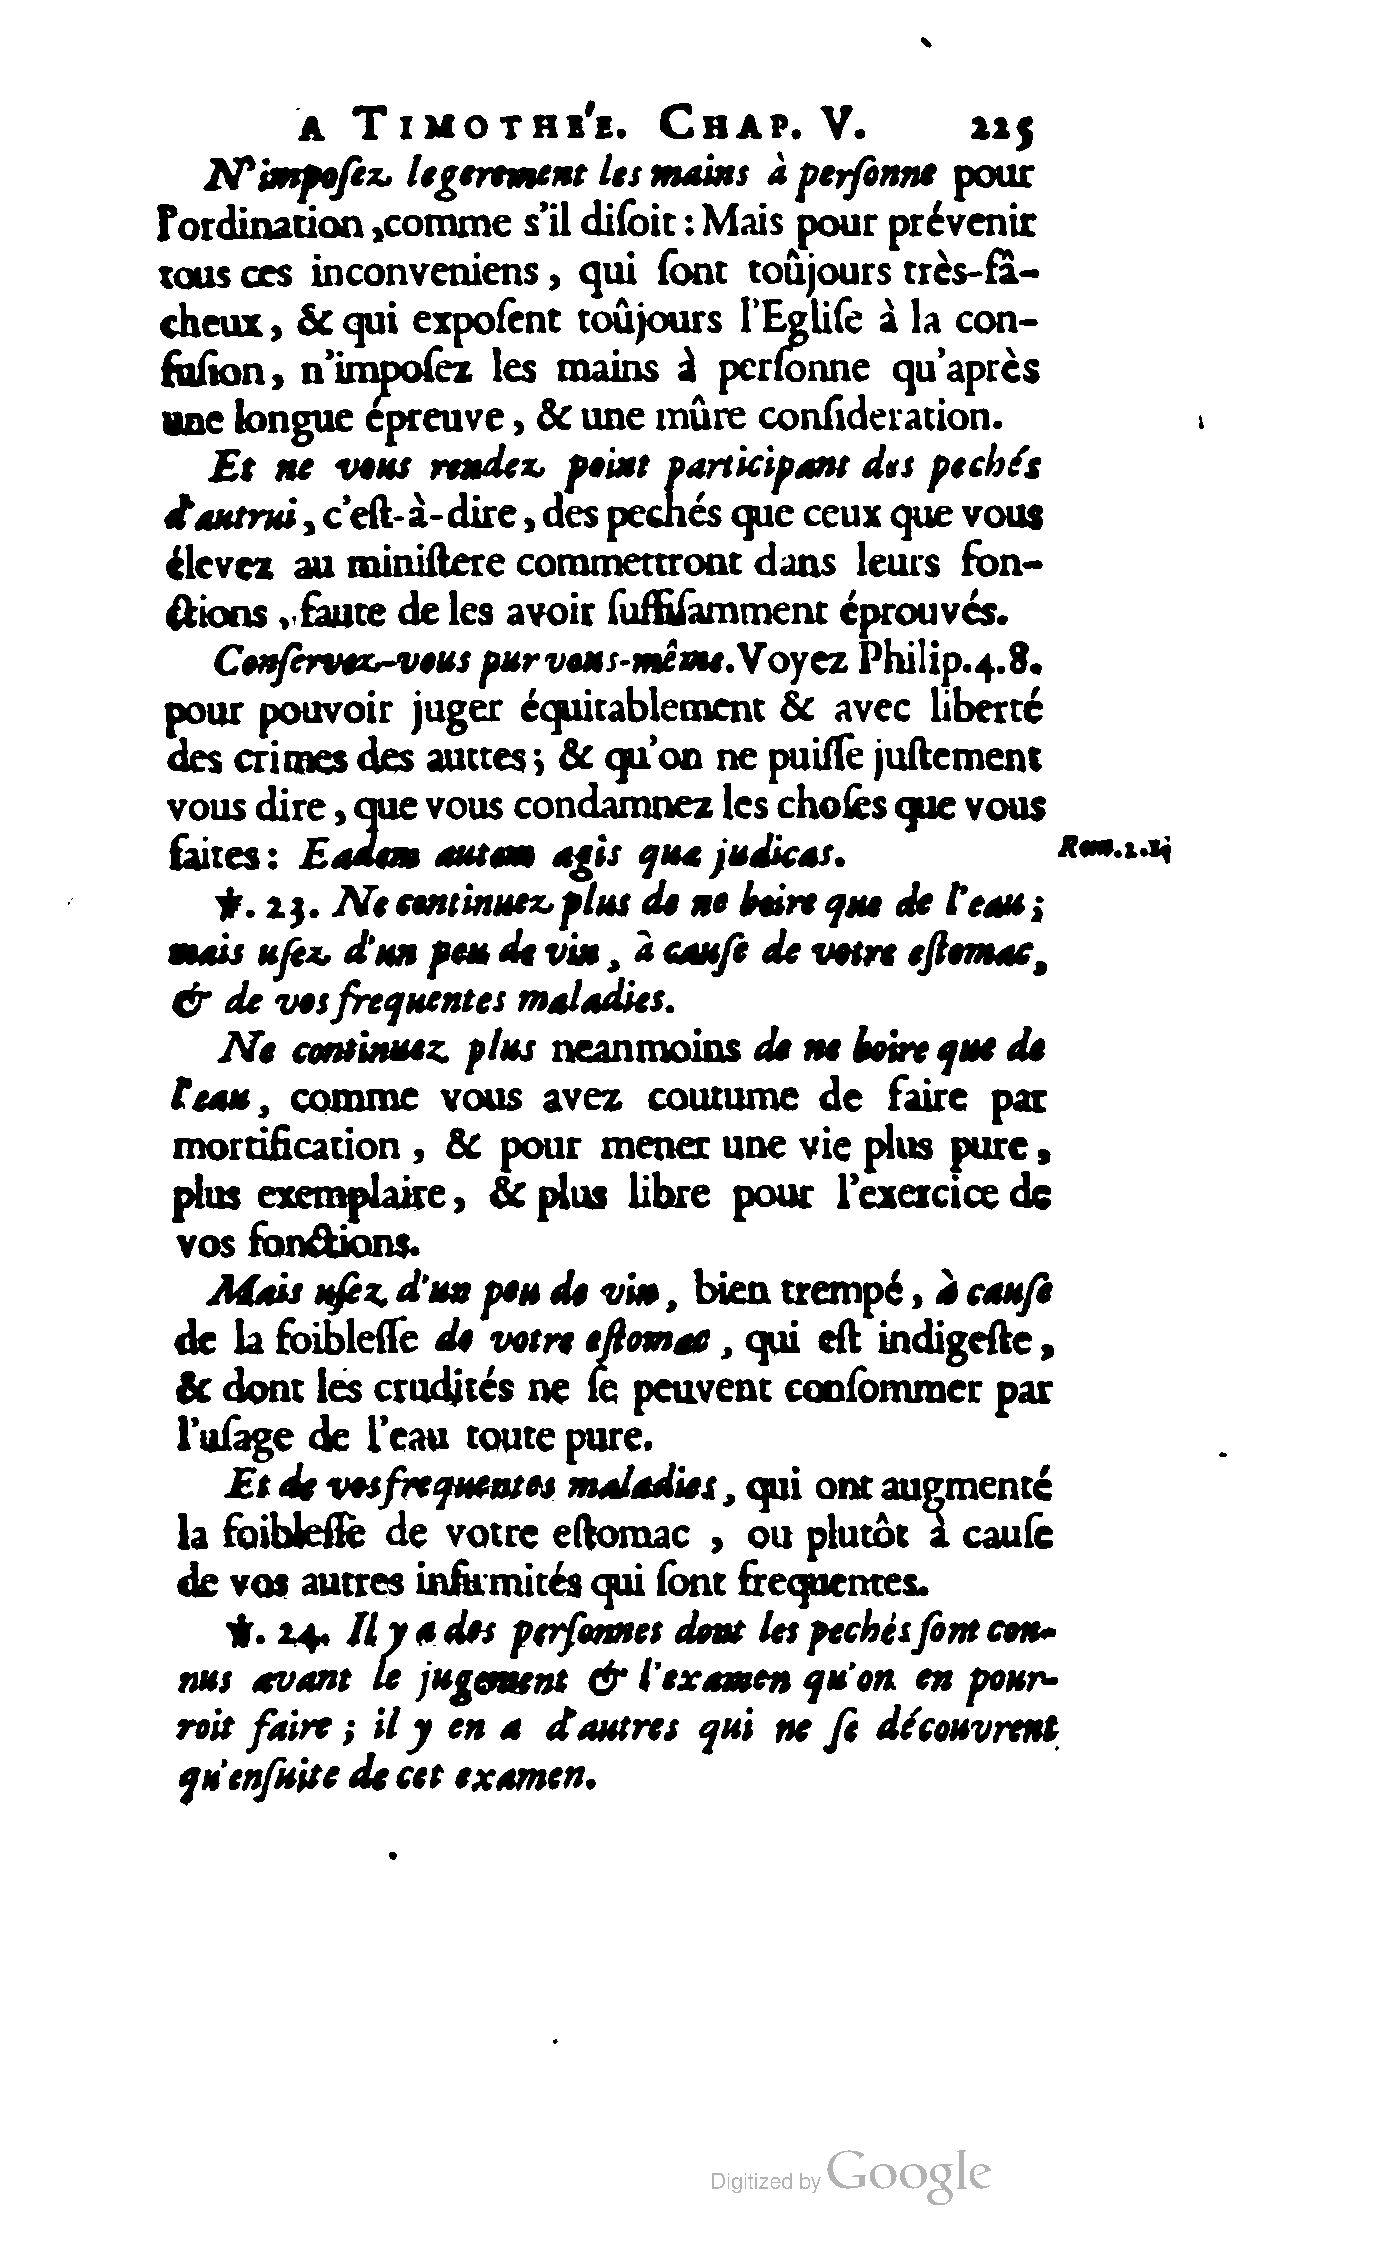 A TIMOTHE'E. CHAP. V. 225
N'imposez legerement les mains à personne pour
l'ordination, comme s'il disoit : Mais pour prévenir
tous ces inconveniens, qui ſont toûjours très-fâ-
cheux, & qui expoſent toûjours l'Egliſe à la con-
fuſion, n'impoſez les mains à perſonne qu'après
une longue épreuve, & une mûre conſideration.
Et ne vous rendez point participant des pechés
d'autrui, c'eſt-à-dire, des pechés que ceux que vous
élevez au miniſtere commettront dans leurs fon-
ctions, faute de les avoir ſuffiſamment éprouvés.
Conſervez-vous pur vous-même. Voyez Philip. 4. 8.
pour pouvoir juger équitablement & avec liberté
des crimes des autres; & qu'on ne puiſſe juſtement
vous dire, que vous condamnez les choſes que vous
faites: Eadem autem agis qua judicas. Rom. 2.
℣. 23. Ne continuez plus de ne boire que de l'eau;
mais uſez d'un peu de vin, à cauſe de votre eſtomac,
& de vos frequentes maladies.
Ne continuez plus neanmoins de ne boire que de
l'eau, comme vous avez coutume de faire par
mortification, & pour mener une vie plus pure,
plus exemplaire, & plus libre pour l'exercice de
vos fonctions.
Mais uſez d'un peu de vin, bien trempé, à cauſe
de la foibleſſe de votre eſtomac, qui eſt indigeſte,
& dont les crudités ne ſe peuvent conſommer par
l'uſage de l'eau toute pure.
Et de vos frequentes maladies, qui ont augmenté
la foibleſſe de votre eſtomac, ou plutôt à cauſe
de vos autres infirmités qui ſont frequentes.
℣. 24. Il y a des perſonnes dont les pechés ſont con-
nus avant le jugement & l'examen qu'on en pour-
roit faire; il y en a d'autres qui ne ſe découvrent
qu'enſuite de cet examen.
Digitized by Google